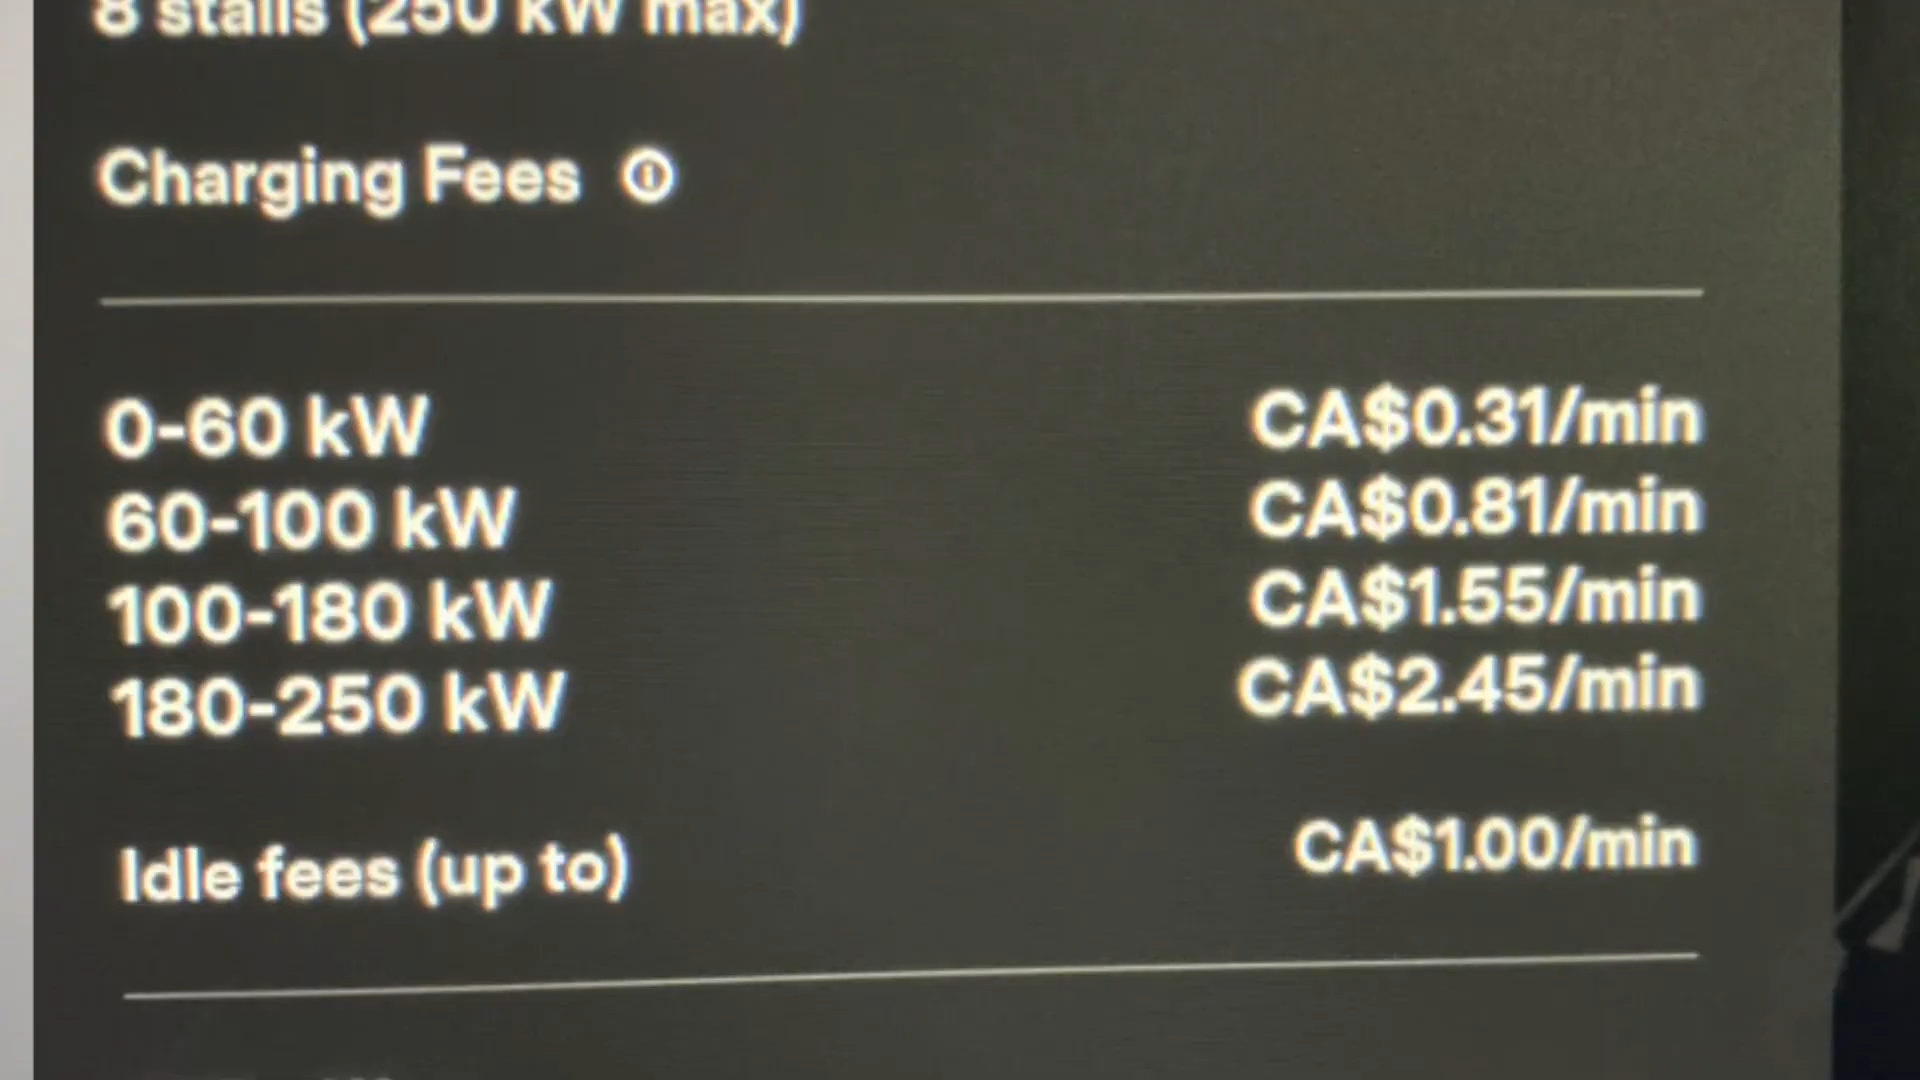 8 stalls (250 kW max)
Charging Fees
0-60 kW CA$0.31/min
60-100 kW CA$0.81/min
100-180 kW CA$1.55/min
180-250 kW CA$2.45/min
Idle fees (up to) CA$1.00/min